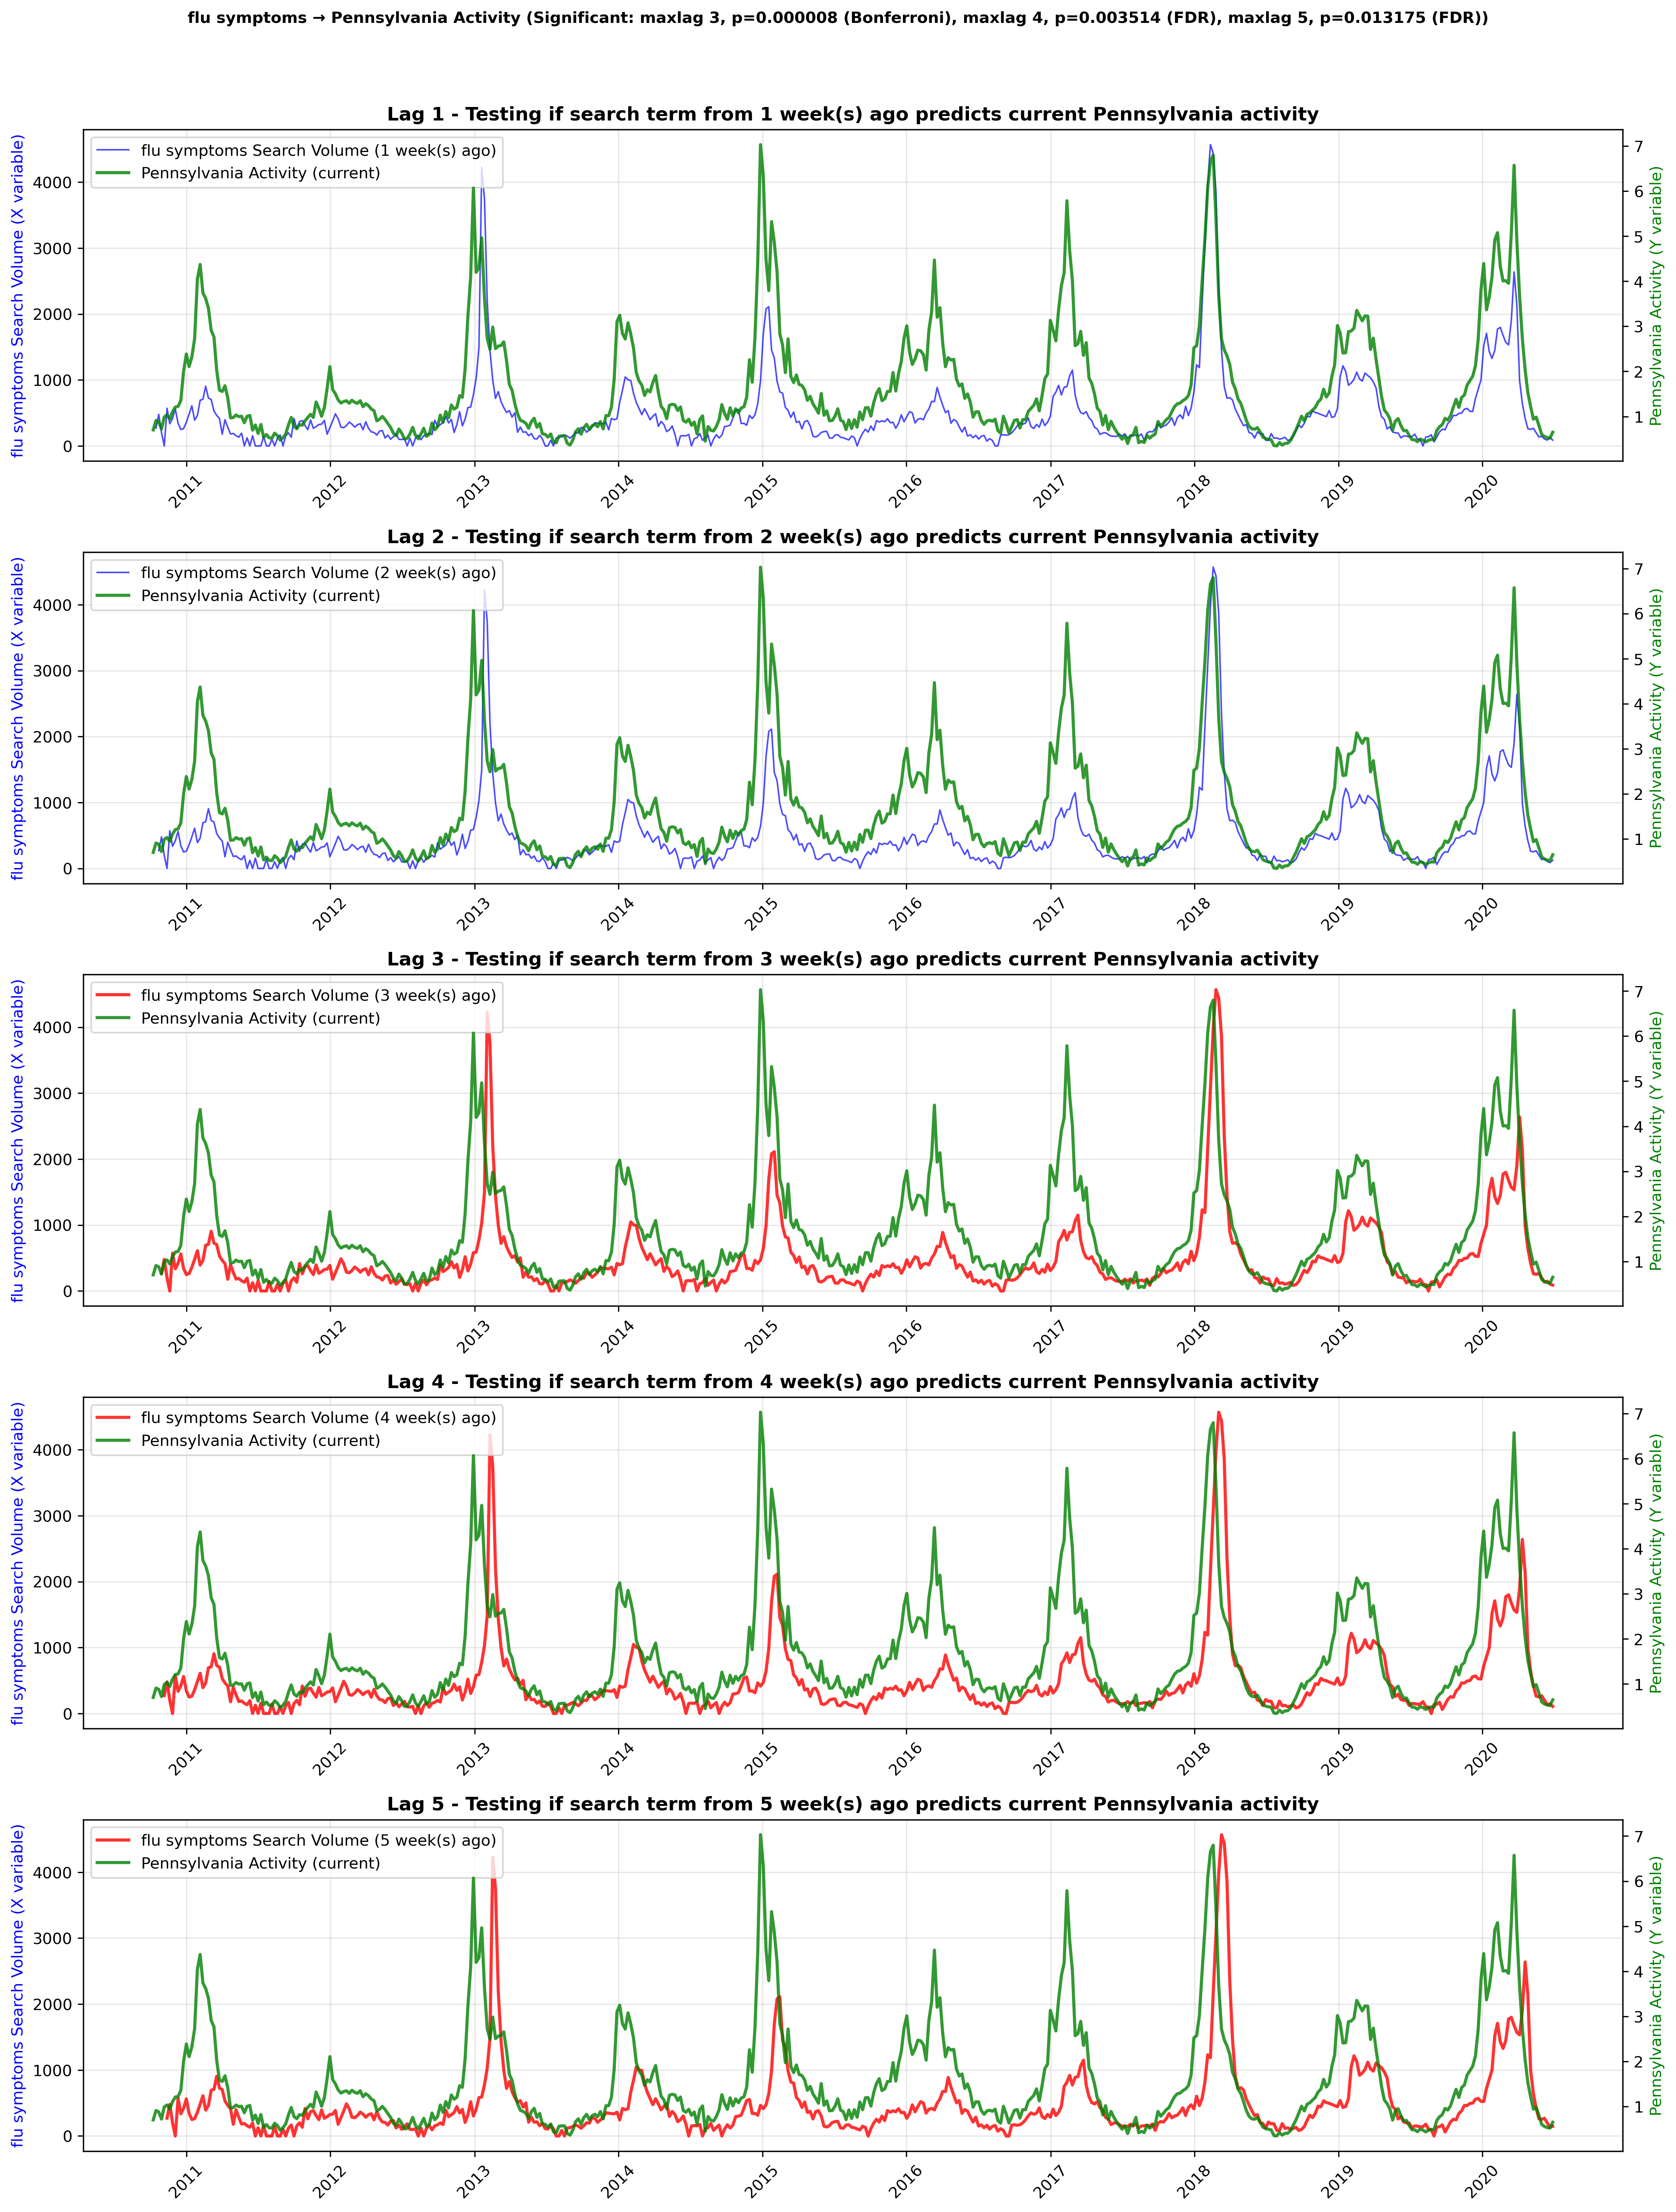 flu symptoms → Pennsylvania Activity (Significant: maxlag 3, p=0.000008 (Bonferroni), maxlag 4, p=0.003514 (FDR), maxlag 5, p=0.013175 (FDR))
Lag 1 - Testing if search term from 1 week(s) ago predicts current Pennsylvania activity
flu symptoms Search Volume (1 week(s) ago)
Pennsylvania Activity (current)
flu symptoms Search Volume (X variable)
4000
3000
2000
1000
0
7
6
5
4
3
2
1
Pennsylvania Activity (Y variable)
2011 2012 2013 2014 2015 2016 2017 2018 2019 2020
Lag 2 - Testing if search term from 2 week(s) ago predicts current Pennsylvania activity
flu symptoms Search Volume (2 week(s) ago)
Pennsylvania Activity (current)
flu symptoms Search Volume (X variable)
4000
3000
2000
1000
0
7
6
5
4
3
2
1
Pennsylvania Activity (Y variable)
2011 2012 2013 2014 2015 2016 2017 2018 2019 2020
Lag 3 - Testing if search term from 3 week(s) ago predicts current Pennsylvania activity
flu symptoms Search Volume (3 week(s) ago)
Pennsylvania Activity (current)
flu symptoms Search Volume (X variable)
4000
3000
2000
1000
0
7
6
5
4
3
2
1
Pennsylvania Activity (Y variable)
2011 2012 2013 2014 2015 2016 2017 2018 2019 2020
Lag 4 - Testing if search term from 4 week(s) ago predicts current Pennsylvania activity
flu symptoms Search Volume (4 week(s) ago)
Pennsylvania Activity (current)
flu symptoms Search Volume (X variable)
4000
3000
2000
1000
0
7
6
5
4
3
2
1
Pennsylvania Activity (Y variable)
2011 2012 2013 2014 2015 2016 2017 2018 2019 2020
Lag 5 - Testing if search term from 5 week(s) ago predicts current Pennsylvania activity
flu symptoms Search Volume (5 week(s) ago)
Pennsylvania Activity (current)
flu symptoms Search Volume (X variable)
4000
3000
2000
1000
0
7
6
5
4
3
2
1
Pennsylvania Activity (Y variable)
2011 2012 2013 2014 2015 2016 2017 2018 2019 2020